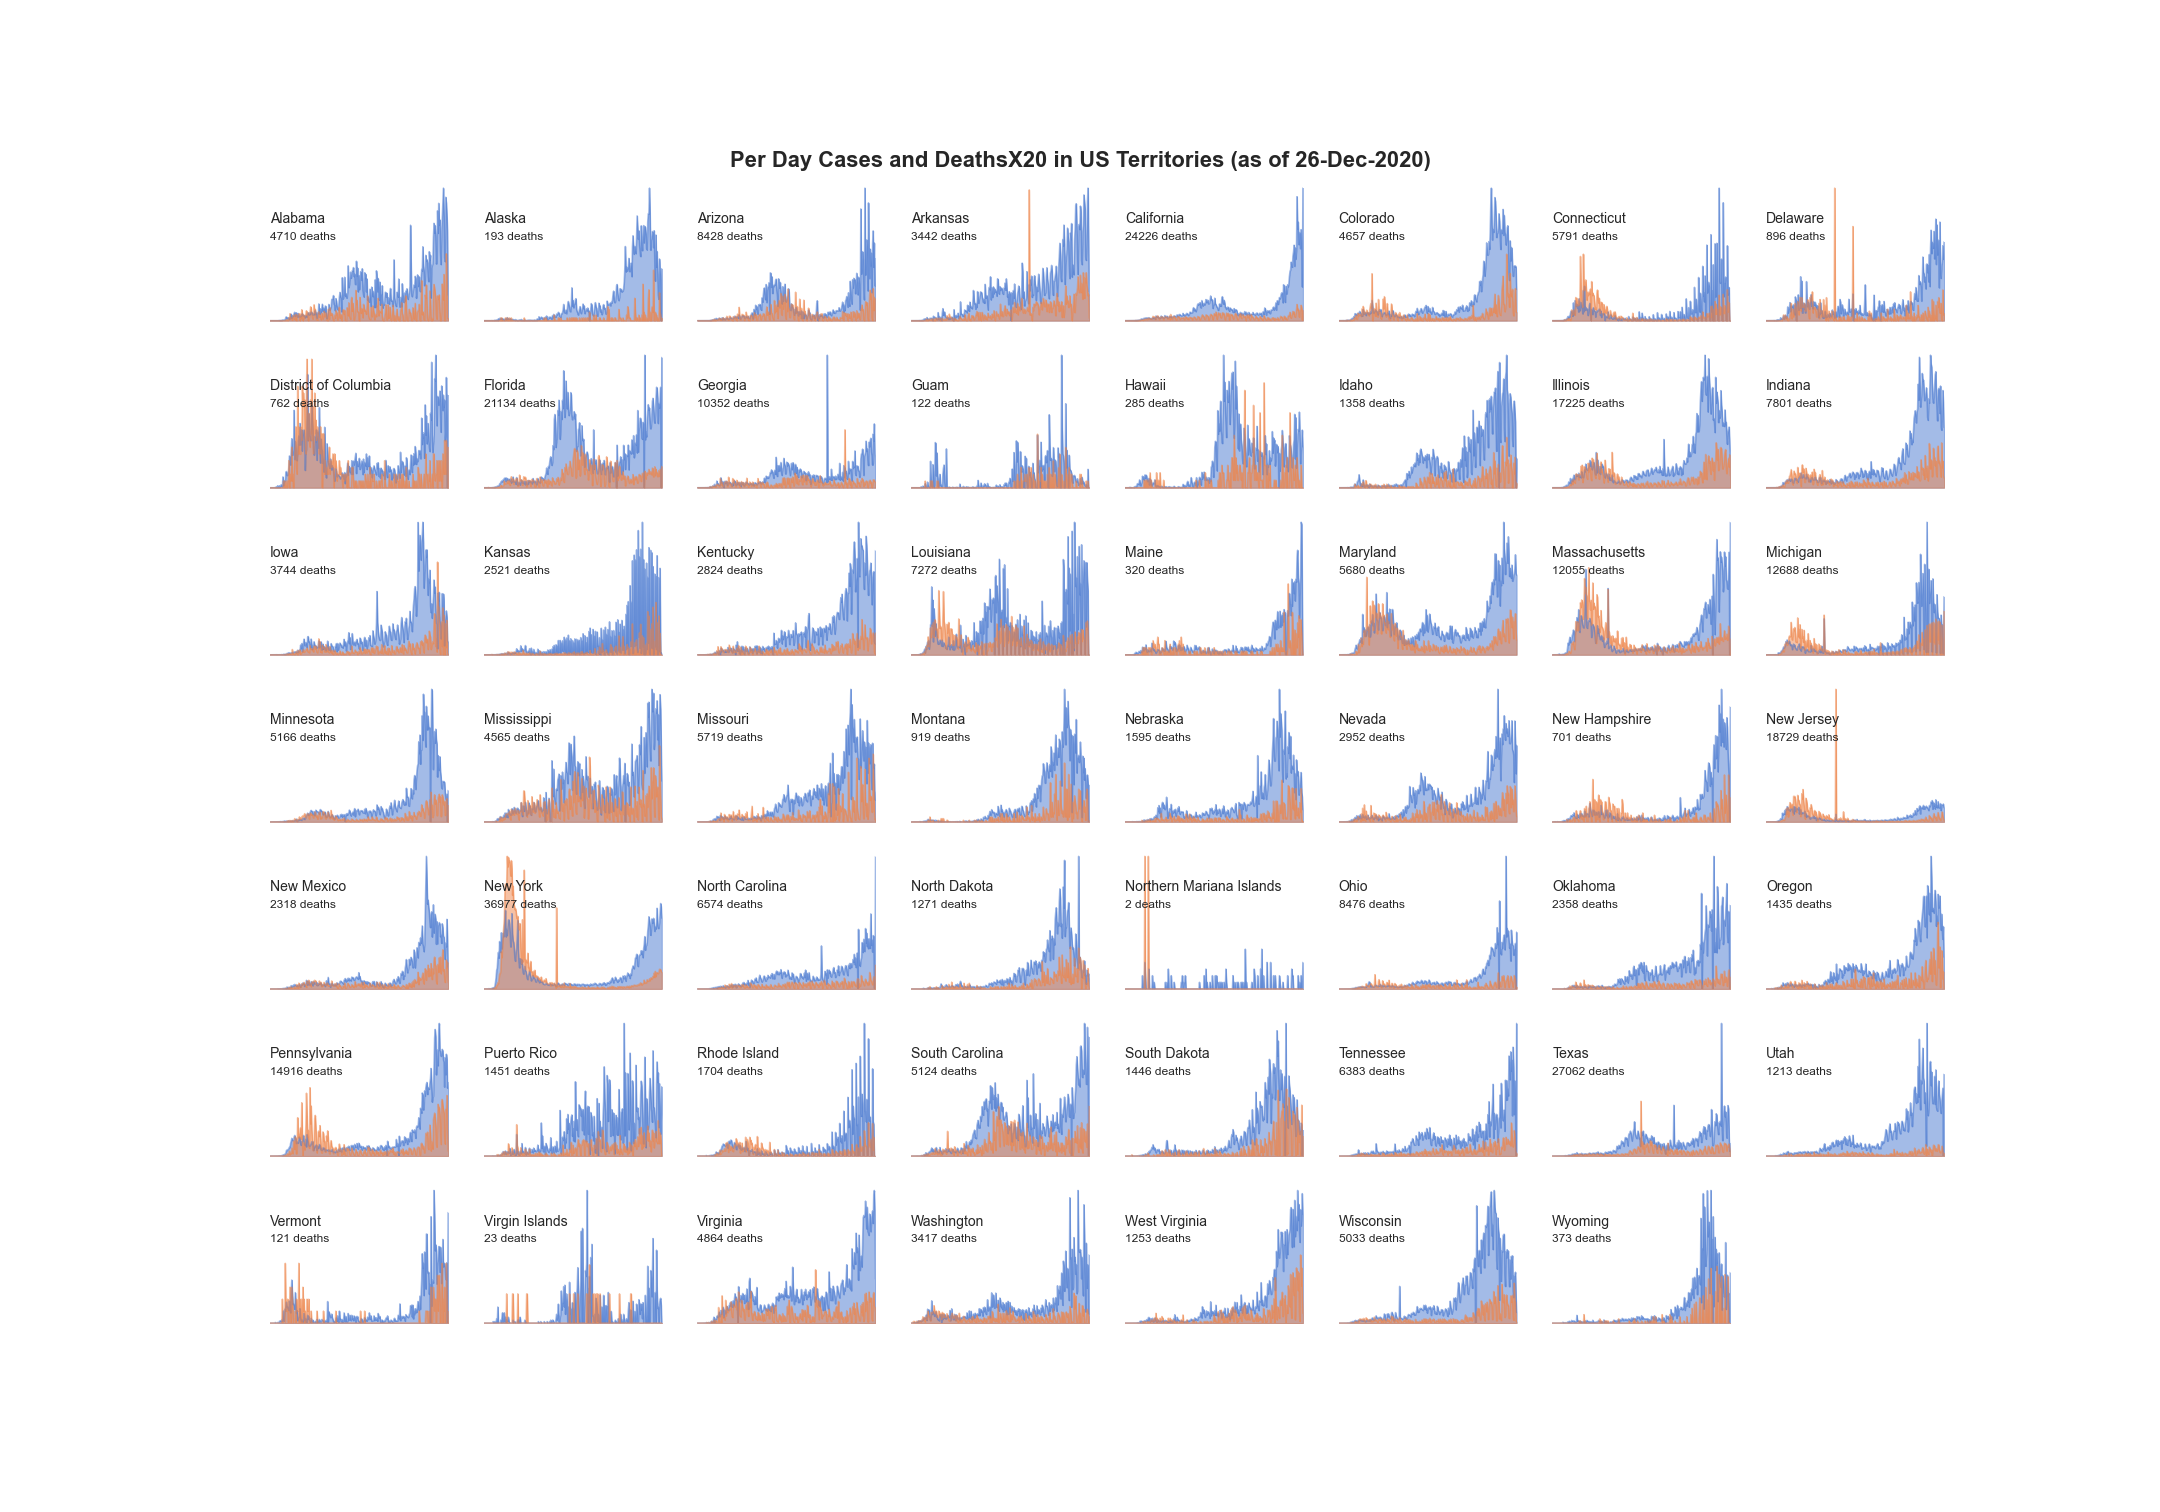 Per Day Cases and DeathsX20 in US Territories (as of 26-Dec-2020)
Alabama
4710 deaths
Alaska
193 deaths
Arizona
8428 deaths
Arkansas
3442 deaths
California
24226 deaths
Colorado
4657 deaths
Connecticut
5791 deaths
Delaware
896 deaths
District of Columbia
762 deaths
Florida
21134 deaths
Georgia
10352 deaths
Guam
122 deaths
Hawaii
285 deaths
Idaho
1358 deaths
Illinois
17225 deaths
Indiana
7801 deaths
Iowa
3744 deaths
Kansas
2521 deaths
Kentucky
2824 deaths
Louisiana
7272 deaths
Maine
320 deaths
Maryland
5680 deaths
Massachusetts
12055 deaths
Michigan
12688 deaths
Minnesota
5166 deaths
Mississippi
4565 deaths
Missouri
5719 deaths
Montana
919 deaths
Nebraska
1595 deaths
Nevada
2952 deaths
New Hampshire
701 deaths
New Jersey
18729 deaths
New Mexico
2318 deaths
New York
36977 deaths
North Carolina
6574 deaths
North Dakota
1271 deaths
Northern Mariana Islands
2 deaths
Ohio
8476 deaths
Oklahoma
2358 deaths
Oregon
1435 deaths
Pennsylvania
14916 deaths
Puerto Rico
1451 deaths
Rhode Island
1704 deaths
South Carolina
5124 deaths
South Dakota
1446 deaths
Tennessee
6383 deaths
Texas
27062 deaths
Utah
1213 deaths
Vermont
121 deaths
Virgin Islands
23 deaths
Virginia
4864 deaths
Washington
3417 deaths
West Virginia
1253 deaths
Wisconsin
5033 deaths
Wyoming
373 deaths